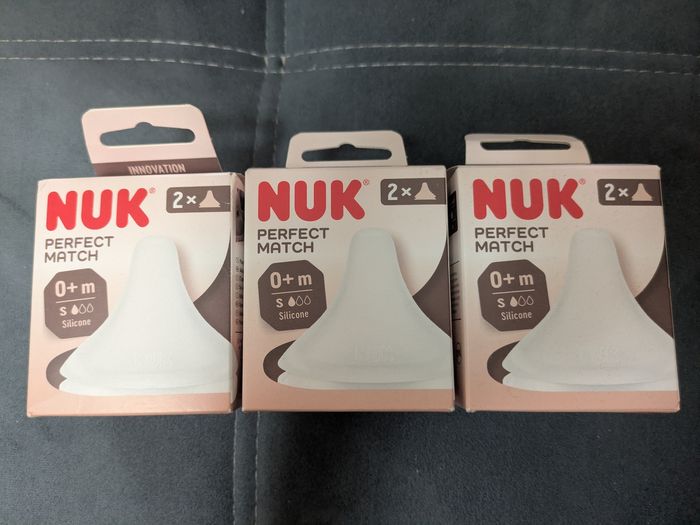 INNOVATION
NUK®
2×
PERFECT
MATCH
0+ m
S
Silicone
NUK®
2×
PERFECT
MATCH
0+ m
S
Silicone
NUK®
2×
PERFECT
MATCH
0+ m
S
Silicone